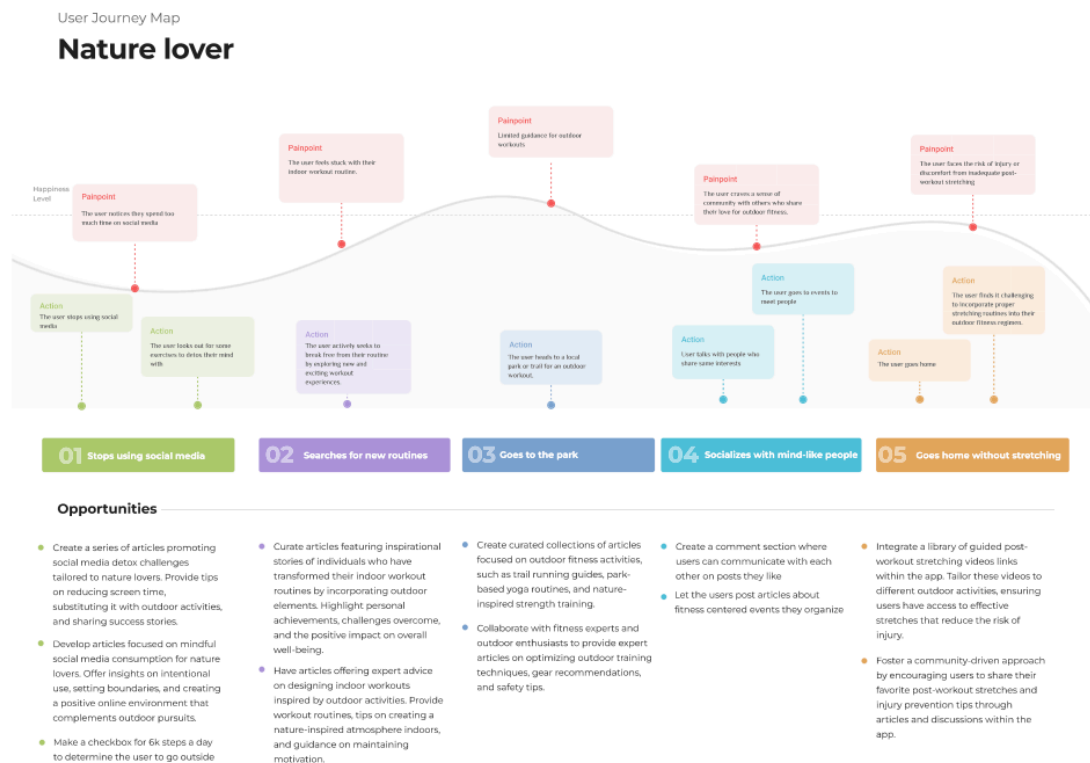 User Journey Map
Nature lover
Happiness
Level
Painpoint
The user notices they spend too
much time on social media
Painpoint
The user feels stuck with their
indoor workout routine.
Painpoint
Limited guidance for outdoor
workouts
Painpoint
The user craves a sense of
community with others who share
their love for outdoor fitness.
Painpoint
The user faces the risk of injury or
discomfort from inadequate post-
workout stretching
Action
The user stops using social
media
Action
The user looks out for some
exercises to detox their mind
with
Action
The user actively seeks to
break free from their routine
by exploring new and
exciting workout
experiences.
Action
The user heads to a local
park or trail for an outdoor
workout.
Action
User talks with people who
share same interests
Action
The user goes to events to
meet people
Action
The user goes home
Action
The user finds it challenging
to incorporate proper
stretching routines into their
outdoor fitness regimen.
01 Stops using social media
02 Searches for new routines
03 Goes to the park
04 Socializes with mind-like people
05 Goes home without stretching
Opportunities
Create a series of articles promoting
social media detox challenges
tailored to nature lovers. Provide tips
on reducing screen time,
substituting it with outdoor activities,
and sharing success stories.
Develop articles focused on mindful
social media consumption for nature
lovers. Offer insights on intentional
use, setting boundaries, and creating
a positive online environment that
complements outdoor pursuits.
Make a checkbox for 6k steps a day
to determine the user to go outside
Curate articles featuring inspirational
stories of individuals who have
transformed their indoor workout
routines by incorporating outdoor
elements. Highlight personal
achievements, challenges overcome,
and the positive impact on overall
well-being.
Have articles offering expert advice
on designing indoor workouts
inspired by outdoor activities. Provide
workout routines, tips on creating a
nature-inspired atmosphere indoors,
and guidance on maintaining
motivation.
Create curated collections of articles
focused on outdoor fitness activities,
such as trail running guides, park-
based yoga routines, and nature-
inspired strength training.
Collaborate with fitness experts and
outdoor enthusiasts to provide expert
articles on optimizing outdoor training
techniques, gear recommendations,
and safety tips.
Create a comment section where
users can communicate with each
other on posts they like
Let the users post articles about
fitness centered events they organize
Integrate a library of guided post-
workout stretching videos links
within the app. Tailor these videos to
different outdoor activities, ensuring
users have access to effective
stretches that reduce the risk of
injury.
Foster a community-driven approach
by encouraging users to share their
favorite post-workout stretches and
injury prevention tips through
articles and discussions within the
app.